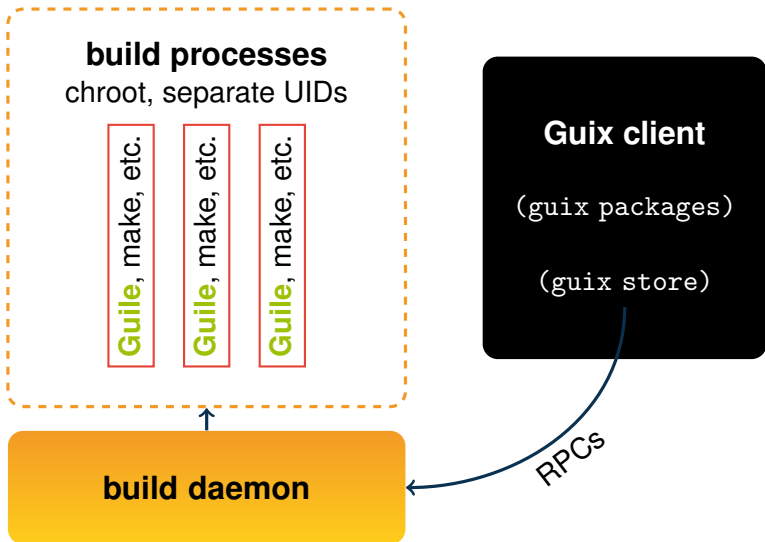 build processes
chroot, separate UIDs
Guile, make, etc.
Guile, make, etc.
Guile, make, etc.
Guix client
(guix packages)
(guix store)
RPCs
build daemon